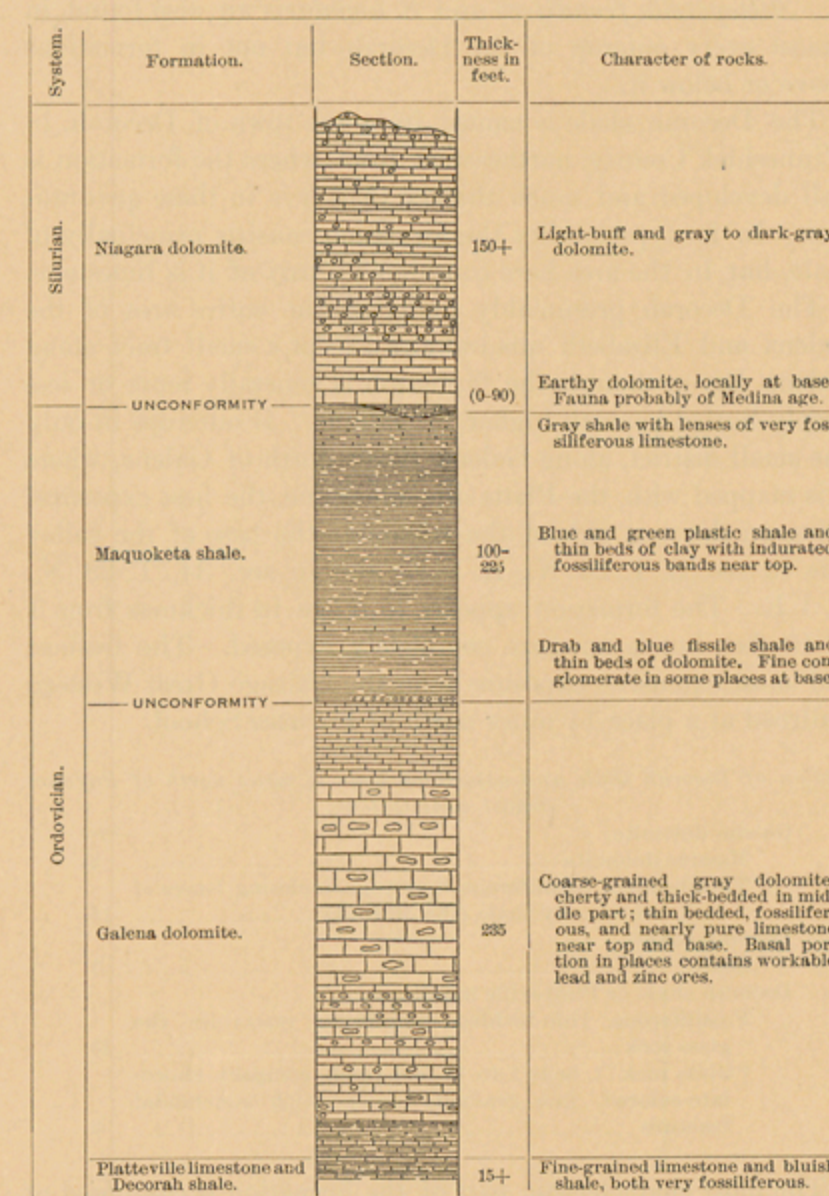 System.
Formation.
Section.
Thick-
ness in
feet.
Character of rocks.
Silurian.
Niagara dolomite.
150+
Light-buff and gray to dark-gray
dolomite.
(0-90)
Earthy dolomite, locally at base
Fauna probably of Medina age.
UNCONFORMITY
Ordovician.
Maquoketa shale.
100-
225
Gray shale with lenses of very fos
siliferous limestone.
Blue and green plastic shale and
thin beds of clay with indurated
fossiliferous bands near top.
Drab and blue fissile shale and
thin beds of dolomite. Fine con
glomerate in some places at base
UNCONFORMITY
Galena dolomite.
235
Coarse-grained gray dolomite
cherty and thick-bedded in mid
dle part; thin bedded, fossilifer
ous, and nearly pure limestone
near top and base. Basal por
tion in places contains workable
lead and zinc ores.
Platteville limestone and
Decorah shale.
15+
Fine-grained limestone and bluish
shale, both very fossiliferous.